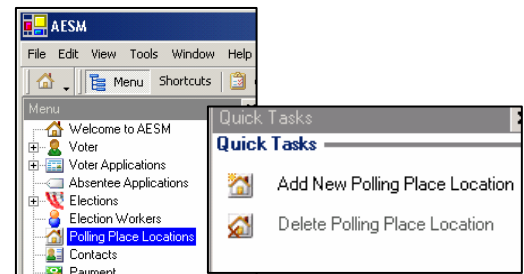 AESM
File Edit View Tools Window Help
Menu Shortcuts
Menu
Welcome to AESM
Voter
Voter Applications
Absentee Applications
Elections
Election Workers
Polling Place Locations
Contacts
Payment
Quick Tasks
Quick Tasks
Add New Polling Place Location
Delete Polling Place Location